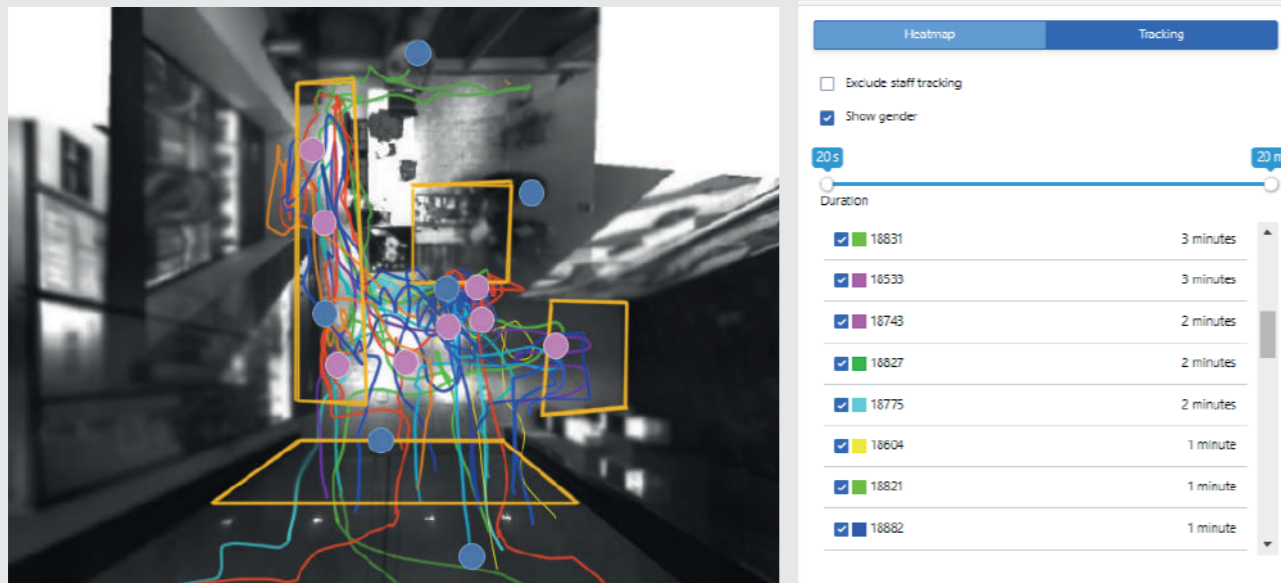 Heatmap Tracking
Exclude staff tracking
Show gender
20 s 20 m
Duration
18831 3 minutes
18533 3 minutes
18743 2 minutes
18827 2 minutes
18775 2 minutes
18604 1 minute
18821 1 minute
18882 1 minute